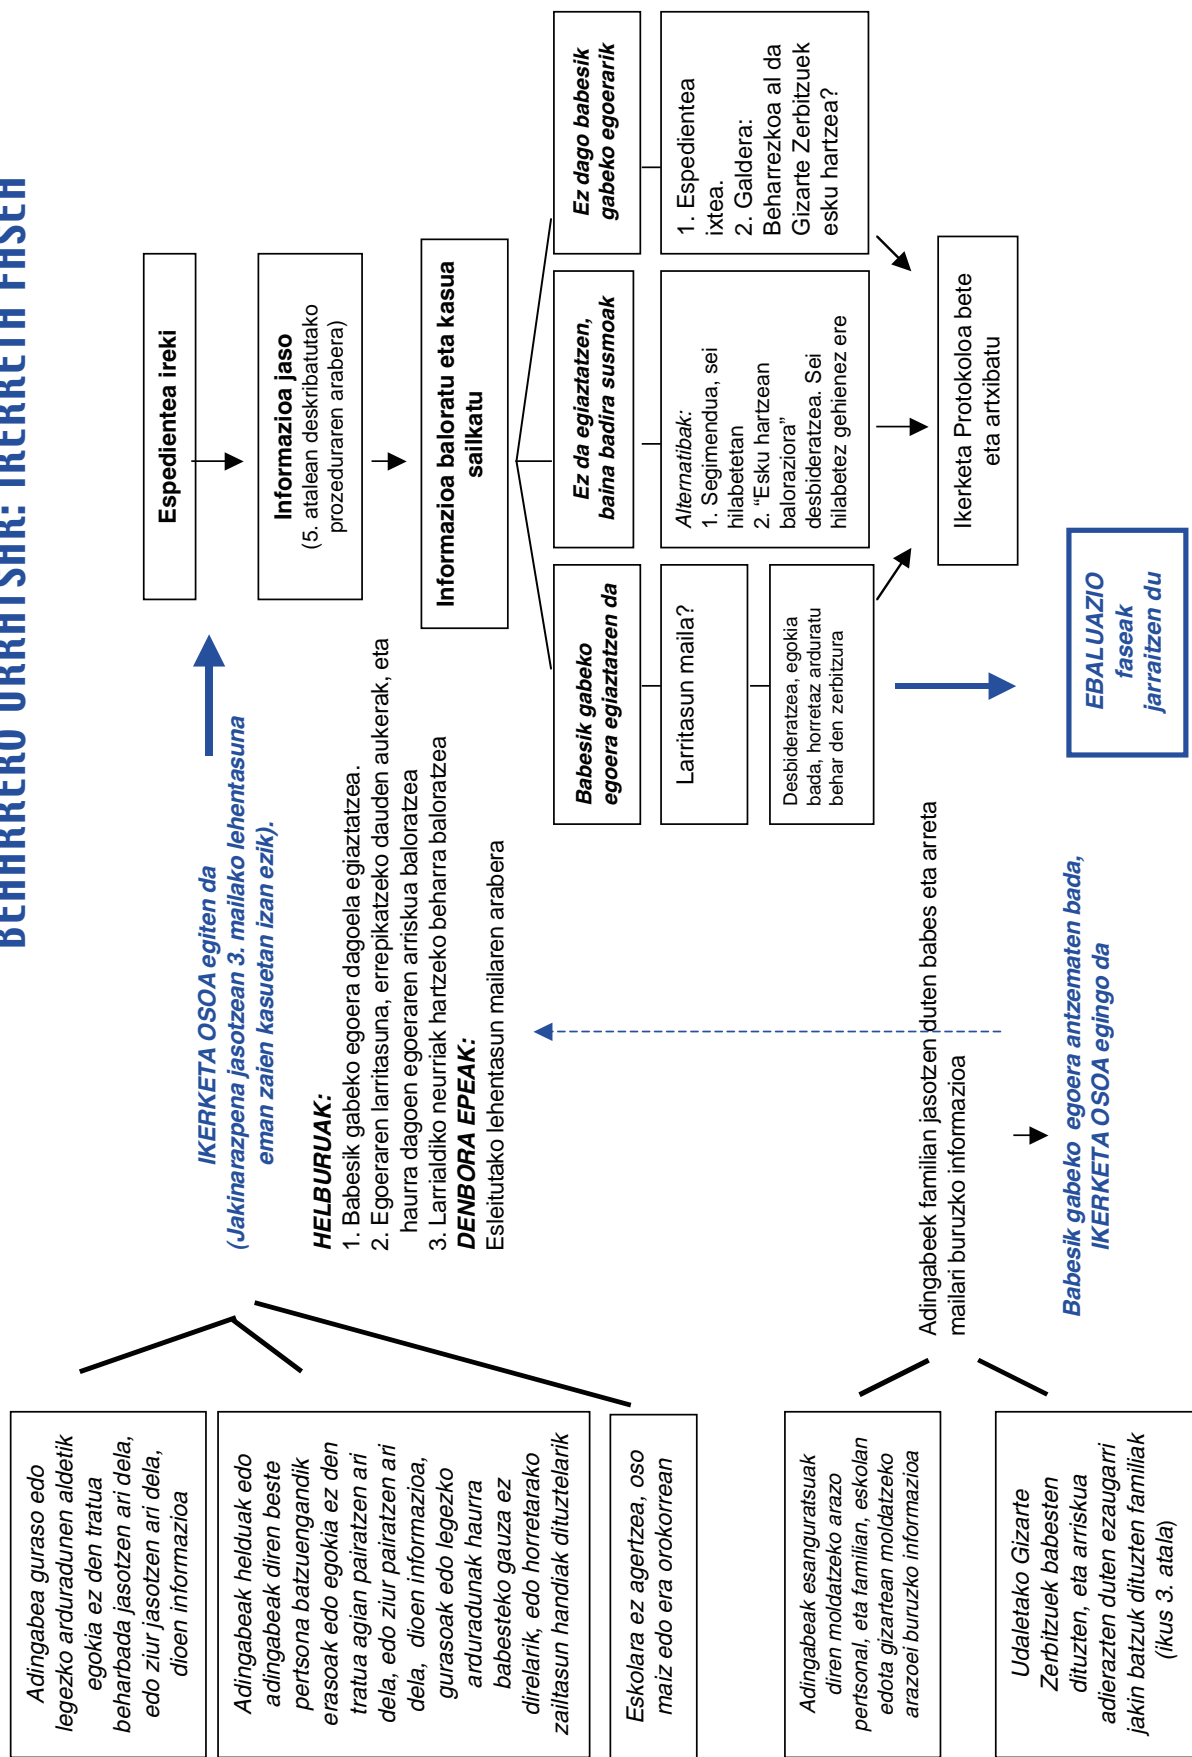 BEHARREKO URRATSAK: IKERKETA FASEA
Adingabea guraso edo
legezko arduradunen aldetik
egokia ez den tratua
beharbada jasotzen ari dela,
edo ziur jasotzen ari dela,
dioen informazioa
Adingabeak helduak edo
adingabeak diren beste
pertsona batzuengandik
erasoak edo egokia ez den
tratua agian pairatzen ari
dela, edo ziur pairatzen ari
dela, dioen informazioa,
gurasoak edo legezko
arduradunak haurra
babesteko gauza ez
direlarik, edo horretarako
zailtasun handiak dituztelarik
Eskolara ez agertzea, oso
maiz edo era orokorrean
Adingabeak esanguratsuak
diren moldatzeko arazo
pertsonal, eta familian, eskolan
edota gizartean moldatzeko
arazoei buruzko informazioa
Udaletako Gizarte
Zerbitzuek babesten
dituzten, eta arriskua
adierazten duten ezaugarri
jakin batzuk dituzten familiak
(ikus 3. atala)
IKERKETA OSOA egiten da
(Jakinarazpena jasotzean 3. mailako lehentasuna
eman zaien kasuetan izan ezik).
HELBURUAK:
1. Babesik gabeko egoera dagoela egiaztatzea.
2. Egoeraren larritasuna, errepikatzeko dauden aukerak, eta
haurra dagoen egoeraren arriskua baloratzea
3. Larrialdiko neurriak hartzeko beharra baloratzea
DENBORA EPEAK:
Esleitutako lehentasun mailaren arabera
Adingabeek familian jasotzen duten babes eta arreta
mailari buruzko informazioa
Babesik gabeko egoera antzematen bada,
IKERKETA OSOA egingo da
Espedientea ireki
Informazioa jaso
(5. atalean deskribatutako
prozeduraren arabera)
Informazioa baloratu eta kasua
sailkatu
Babesik gabeko
egoera egiaztatzen da
Larritasun maila?
Desbideratzea, egokia
bada, horretaz arduratu
behar den zerbitzura
Ez da egiaztatzen,
baina badira susmoak
Alternatibak:
1. Segimendua, sei
hilabetetan
2. “Esku hartzean
baloraziora”
desbideratzea. Sei
hilabetez gehienez ere
Ez dago babesik
gabeko egoerarik
1. Espedientea
ixtea.
2. Galdera:
Beharrezkoa al da
Gizarte Zerbitzuek
esku hartzea?
Ikerketa Protokoloa bete
eta artxibatu
EBALUAZIO
faseak
jarraitzen du